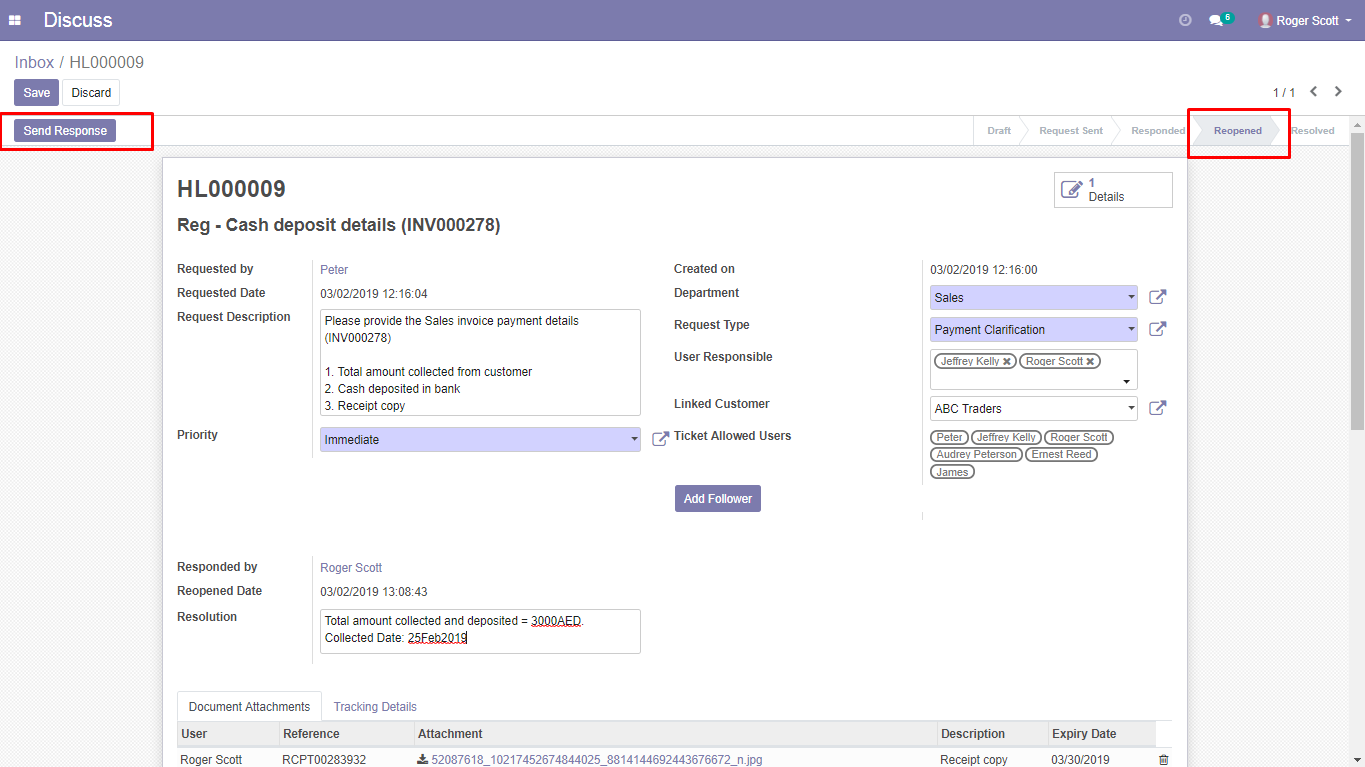 Discuss
6
Roger Scott
Inbox / HL000009
Save
Discard
1 / 1
Send Response
Draft
Request Sent
Responded
Reopened
Resolved
HL000009
1
Details
Reg - Cash deposit details (INV000278)
Requested by
Peter
Requested Date
03/02/2019 12:16:04
Request Description
Please provide the Sales invoice payment details
(INV000278)
1. Total amount collected from customer
2. Cash deposited in bank
3. Receipt copy
Priority
Immediate
Created on
03/02/2019 12:16:00
Department
Sales
Request Type
Payment Clarification
User Responsible
Jeffrey Kelly ✖ Roger Scott ✖
Linked Customer
ABC Traders
Ticket Allowed Users
Peter Jeffrey Kelly Roger Scott
Audrey Peterson Ernest Reed
James
Add Follower
Responded by
Roger Scott
Reopened Date
03/02/2019 13:08:43
Resolution
Total amount collected and deposited = 3000AED.
Collected Date: 25Feb2019
Document Attachments
Tracking Details
User Reference Attachment Description Expiry Date
Roger Scott RCPT00283932 52087618_10217452674844025_8814144692443676672_n.jpg Receipt copy 03/30/2019